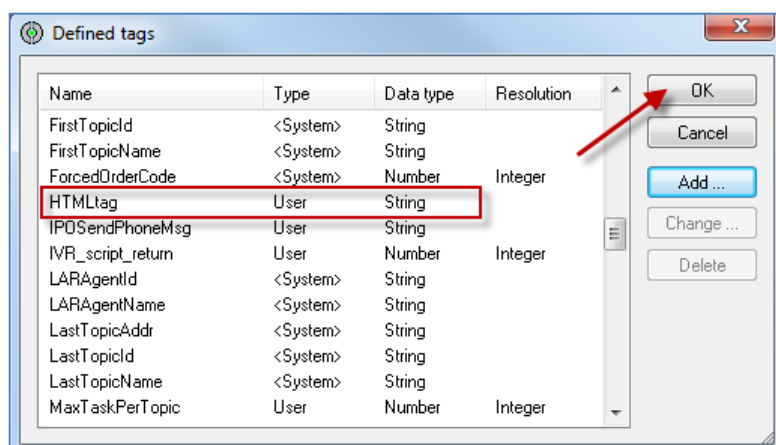 Defined tags
Name Type Data type Resolution
FirstTopicId <System> String
FirstTopicName <System> String
ForcedOrderCode <System> Number Integer
HTMLtag User String
IPOSendPhoneMsg User String
IVR_script_return User Number Integer
LARAgentId <System> String
LARAgentName <System> String
LastTopicAddr <System> String
LastTopicId <System> String
LastTopicName <System> String
MaxTaskPerTopic User Number Integer
OK
Cancel
Add ...
Change ...
Delete